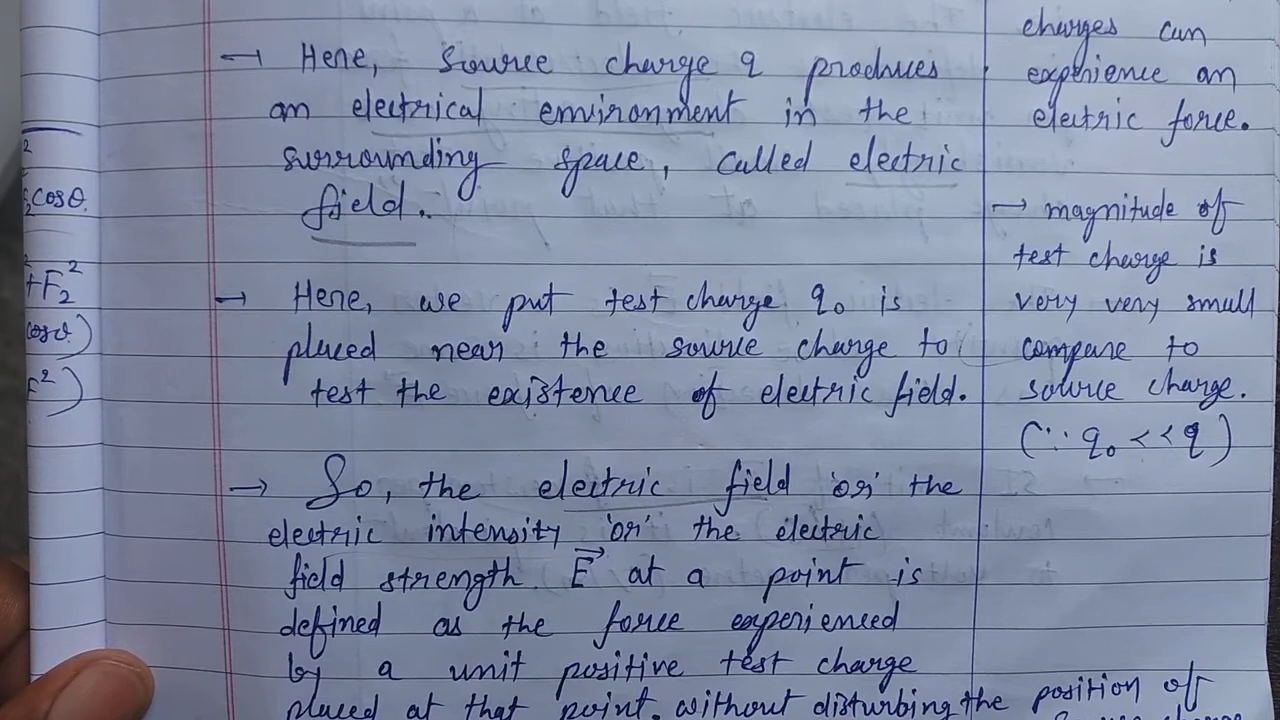 → Here, source charge q produces
an electrical environment in the
surrounding space, called electric
field.
→ Here, we put test charge q₀ is
placed near the source charge to
test the existence of electric field.
→ So, the electric field 'or' the
electric intensity 'or' the electric
field strength E⃗ at a point is
defined as the force experienced
by a unit positive test charge
placed at that point. without disturbing the position of
charges can
experience an
electric force.
→ magnitude of
test charge is
very very small
compare to
source charge.
(∵ q₀ << q)
cosθ.
+F₂²
cosθ)